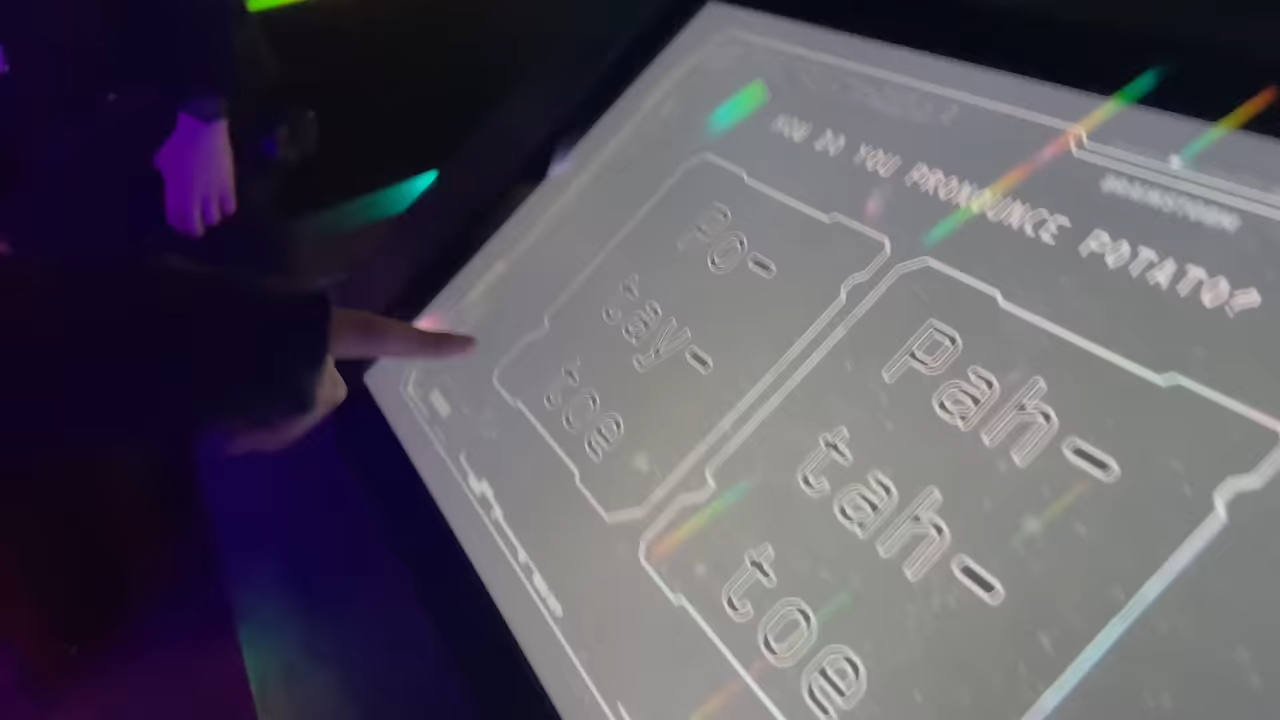 HOW DO YOU PRONOUNCE POTATO?
po-
tay-
toe
pah-
tah-
toe